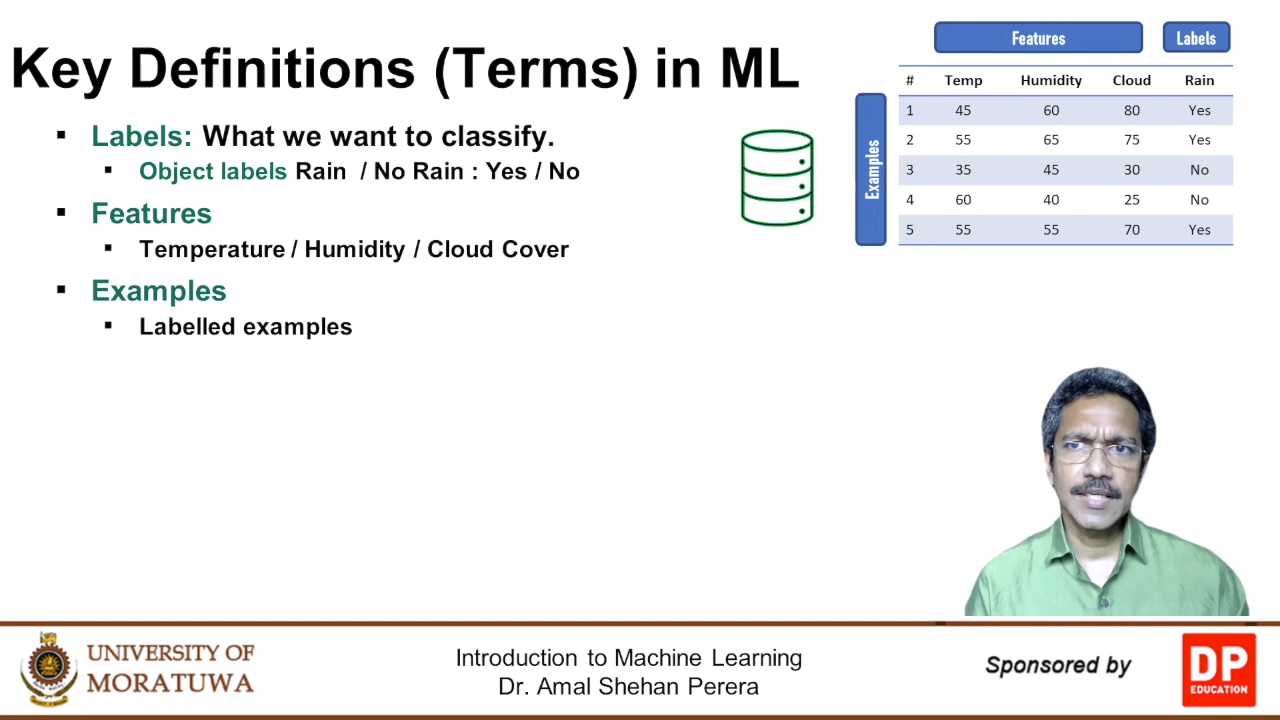 Key Definitions (Terms) in ML
▪ Labels: What we want to classify.
▪ Object labels Rain / No Rain : Yes / No
▪ Features
▪ Temperature / Humidity / Cloud Cover
▪ Examples
▪ Labelled examples
Features Labels
# Temp Humidity Cloud Rain
Examples
1 45 60 80 Yes
2 55 65 75 Yes
3 35 45 30 No
4 60 40 25 No
5 55 55 70 Yes
UNIVERSITY OF
MORATUWA
Introduction to Machine Learning
Dr. Amal Shehan Perera
Sponsored by
DP
EDUCATION